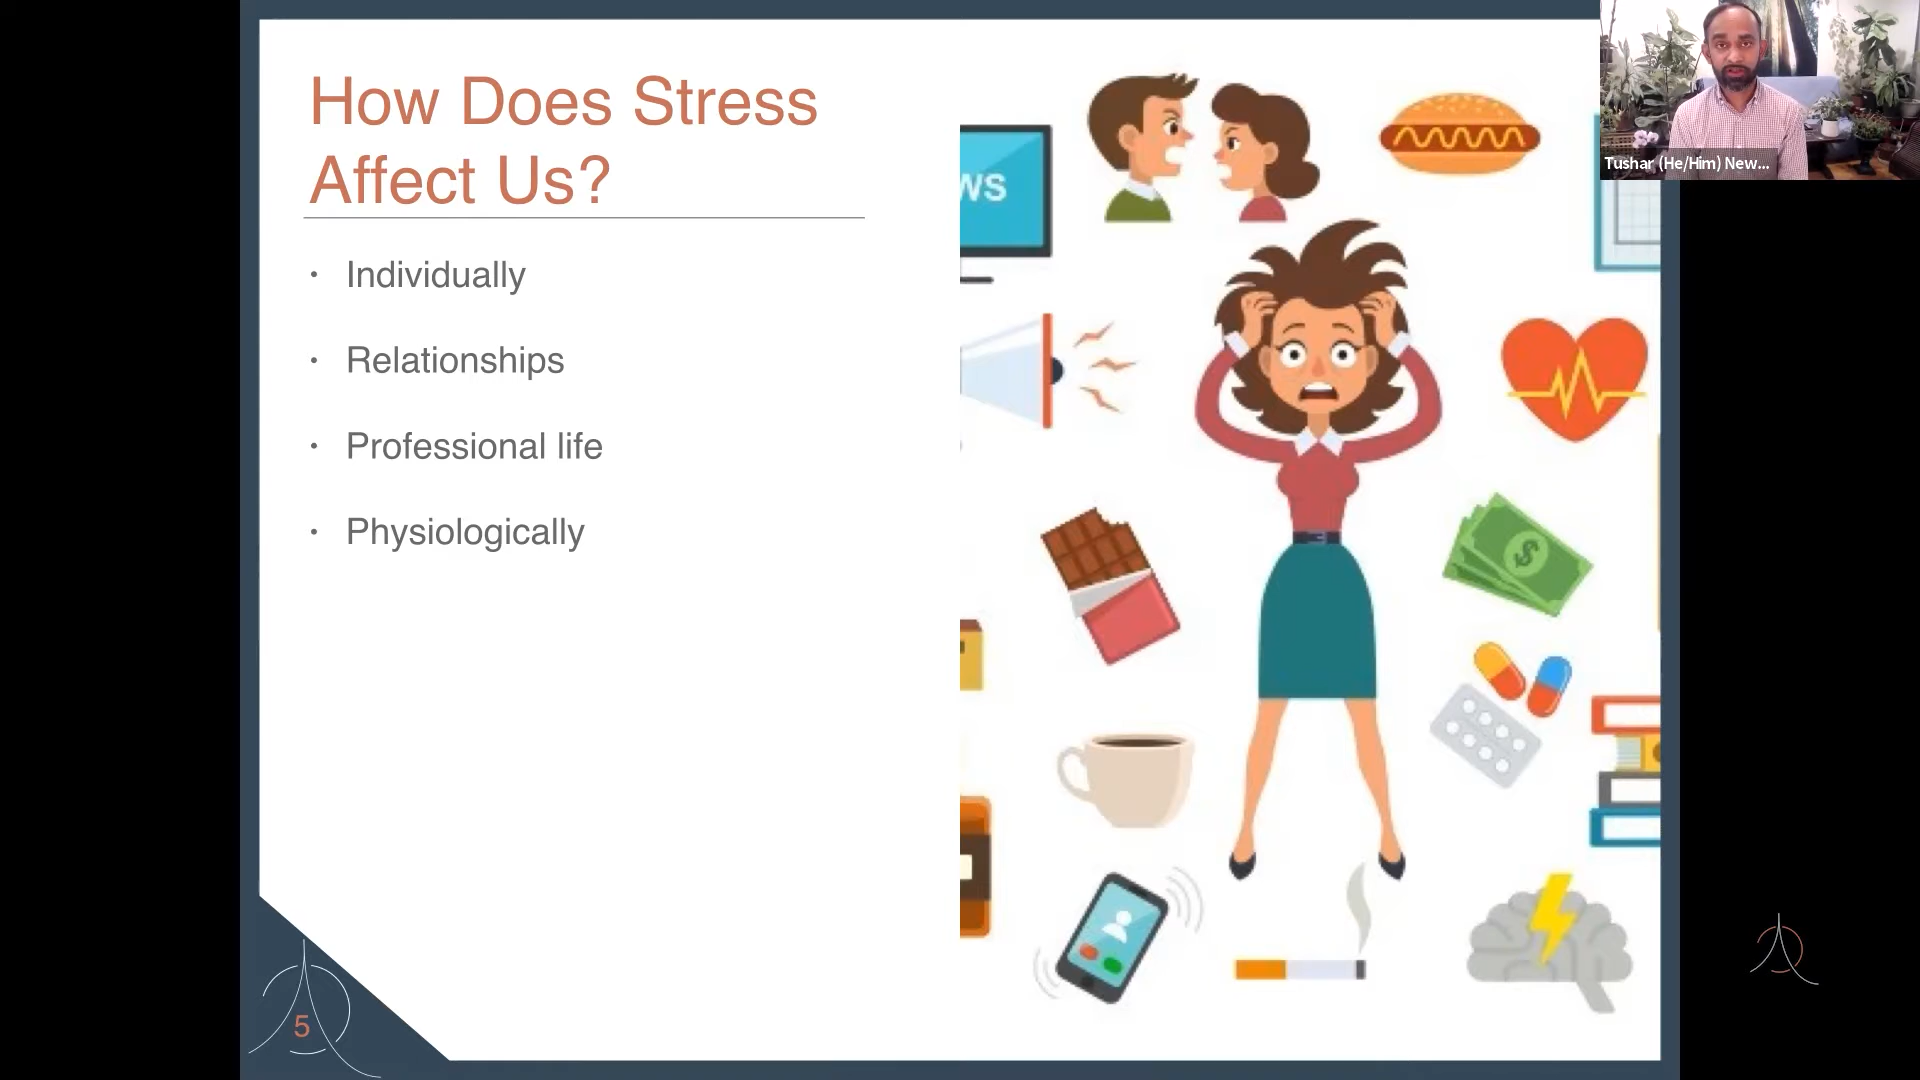 How Does Stress
Affect Us?
• Individually
• Relationships
• Professional life
• Physiologically
WS
$
5
Tushar (He/Him) New...